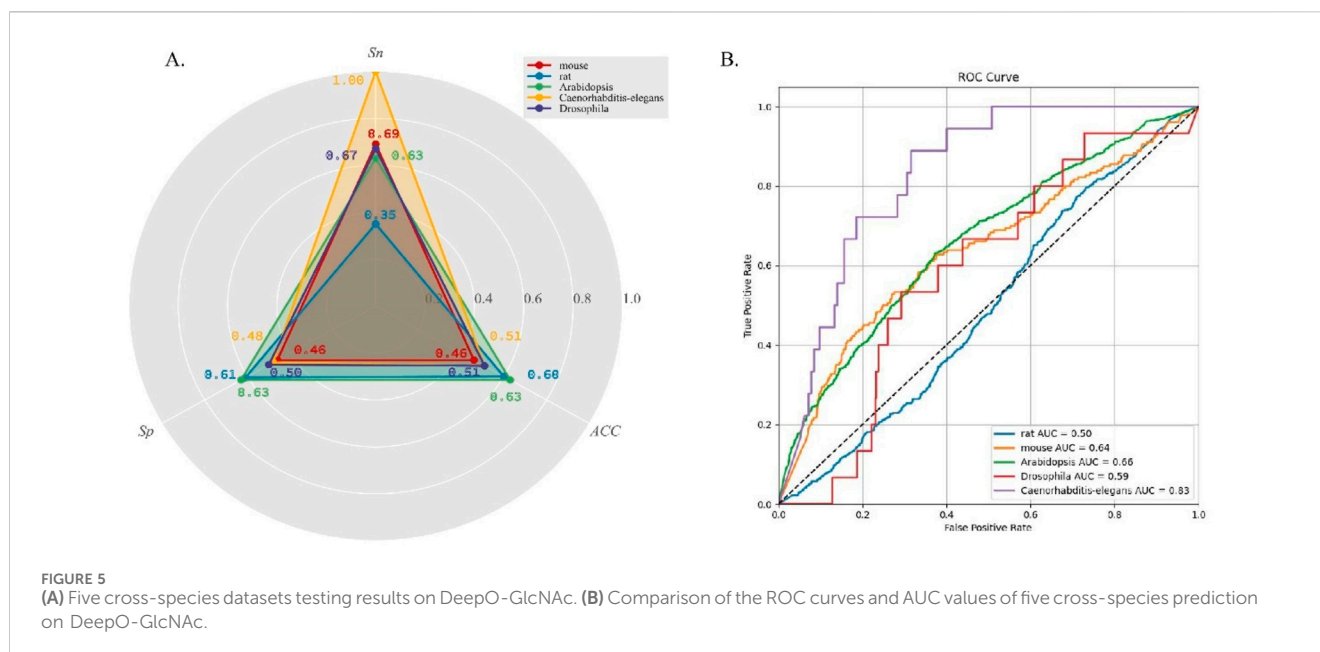 A.
Sn
1.00
mouse
rat
Arabidopsis
Caenorhabditis-elegans
Drosophila
0.69
0.67
0.63
0.35
0.2
0.4
0.6
0.8
1.0
0.48
0.51
0.46
0.46
0.61
0.50
0.51
0.60
0.63
0.63
Sp
ACC
B.
ROC Curve
1.0
0.8
0.6
0.4
0.2
0.0
True Positive Rate
rat AUC = 0.50
mouse AUC = 0.64
Arabidopsis AUC = 0.66
Drosophila AUC = 0.59
Caenorhabditis-elegans AUC = 0.83
0.0
0.2
0.4
0.6
0.8
1.0
False Positive Rate
FIGURE 5
(A) Five cross-species datasets testing results on DeepO-GlcNAc. (B) Comparison of the ROC curves and AUC values of five cross-species prediction
on DeepO-GlcNAc.